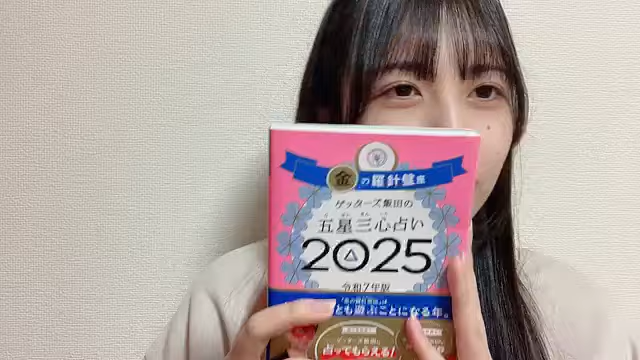 金の羅針盤座
ゲッターズ飯田の
五星三心占い
2025
令和7年版
「金の羅針盤座」は
とも遊ぶことになる年。
ゲッターズ飯田に
占ってもらえる!